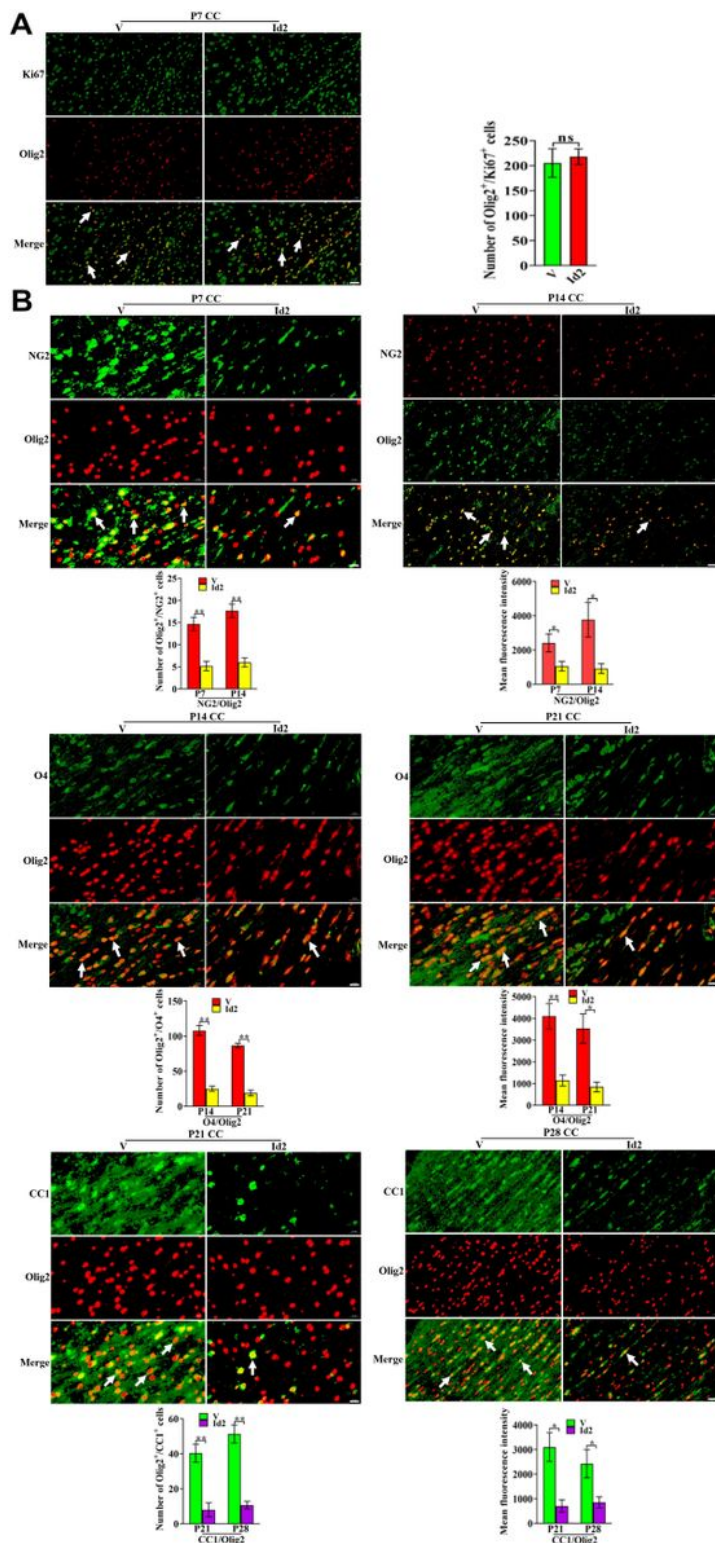 A
P7 CC
V Id2
Ki67
Olig2
Merge
Number of Olig2+/Ki67+ cells
250
200
150
100
50
0
ns
V Id2
B
P7 CC
V Id2
NG2
Olig2
Merge
P14 CC
V Id2
NG2
Olig2
Merge
Number of Olig2+/NG2+ cells
25
20
15
10
5
0
V
Id2
** **
P7 P14
NG2/Olig2
Mean fluorescence intensity
6000
4000
2000
0
V
Id2
* *
P7 P14
NG2/Olig2
P14 CC
V Id2
O4
Olig2
Merge
P21 CC
V Id2
O4
Olig2
Merge
Number of Olig2+/O4+ cells
150
100
50
0
V
Id2
** **
P14 P21
O4/Olig2
Mean fluorescence intensity
5000
4000
3000
2000
1000
0
V
Id2
** *
P14 P21
O4/Olig2
P21 CC
V Id2
CC1
Olig2
Merge
P28 CC
V Id2
CC1
Olig2
Merge
Number of Olig2+/CC1+ cells
60
40
20
0
V
Id2
** **
P21 P28
CC1/Olig2
Mean fluorescence intensity
4000
3000
2000
1000
0
V
Id2
* *
P21 P28
CC1/Olig2